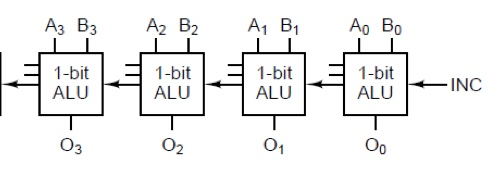 A₃ B₃ A₂ B₂ A₁ B₁ A₀ B₀
1-bit ALU 1-bit ALU 1-bit ALU 1-bit ALU INC
O₃ O₂ O₁ O₀